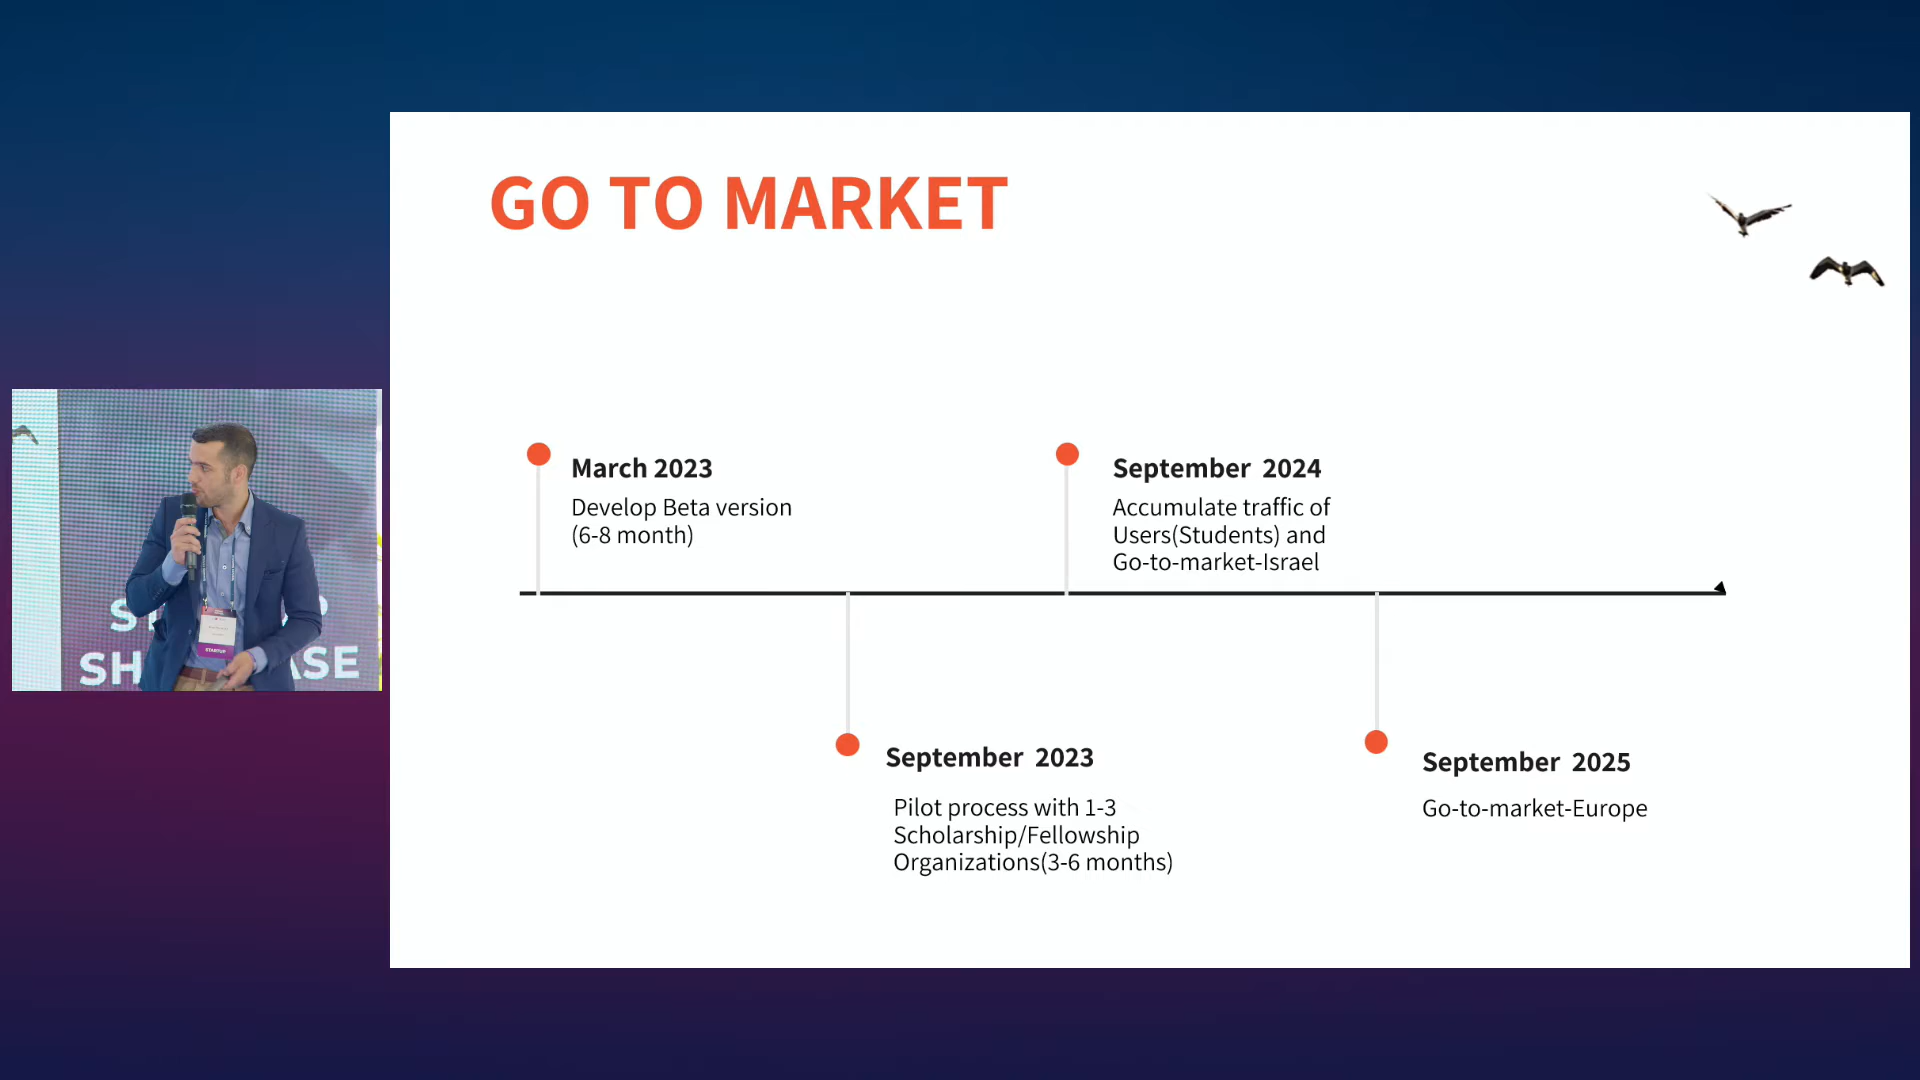 GO TO MARKET
March 2023
Develop Beta version
(6-8 month)
September 2024
Accumulate traffic of
Users(Students) and
Go-to-market-Israel
September 2023
Pilot process with 1-3
Scholarship/Fellowship
Organizations(3-6 months)
September 2025
Go-to-market-Europe
STARTUP